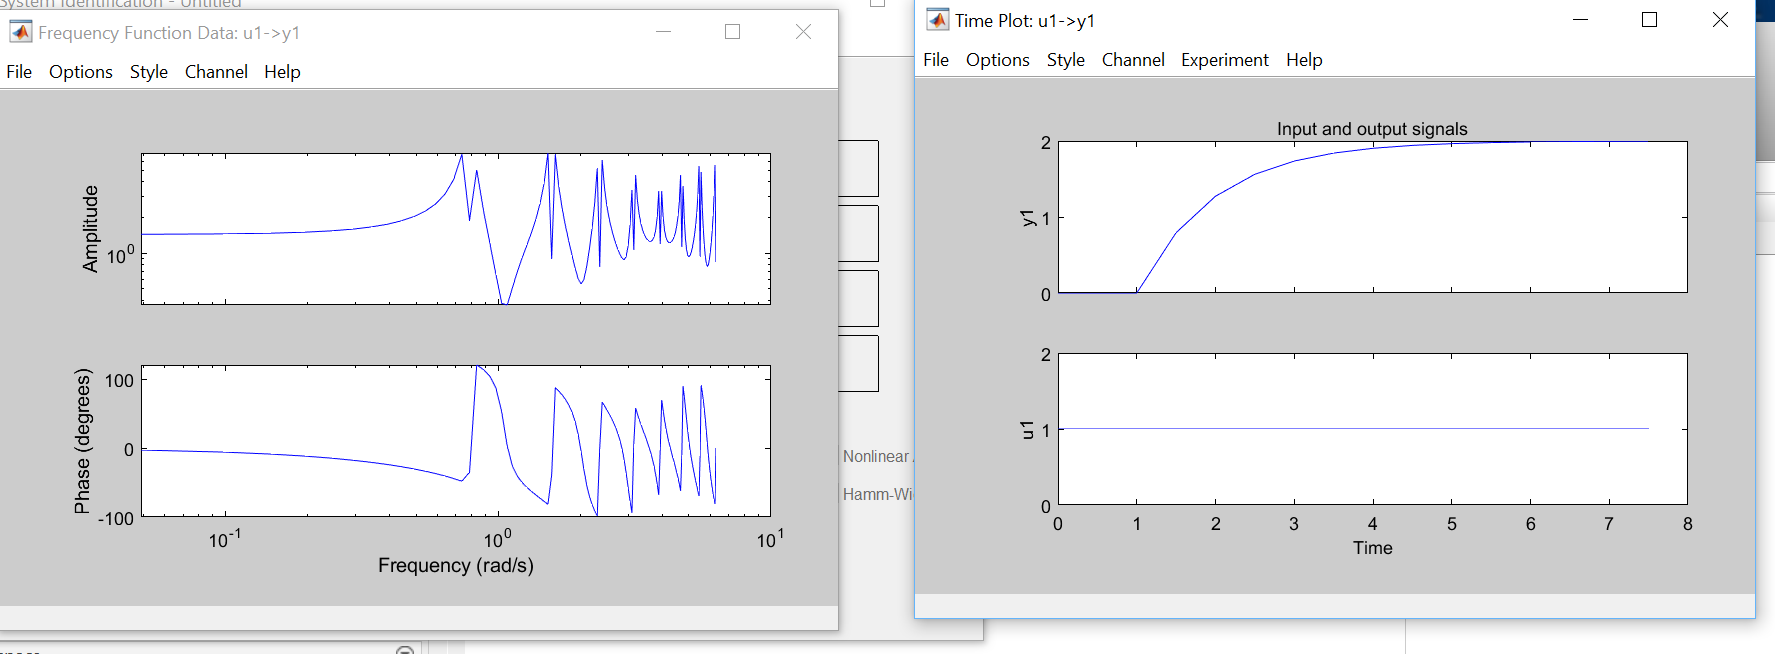 System Identification - Untitled
Frequency Function Data: u1->y1
File Options Style Channel Help
Amplitude
10^0
Phase (degrees)
100
0
-100
10^-1
10^0
10^1
Frequency (rad/s)
Nonlinear
Hamm-Wi
Time Plot: u1->y1
File Options Style Channel Experiment Help
Input and output signals
y1
2
1
0
u1
2
1
0
0 1 2 3 4 5 6 7 8
Time